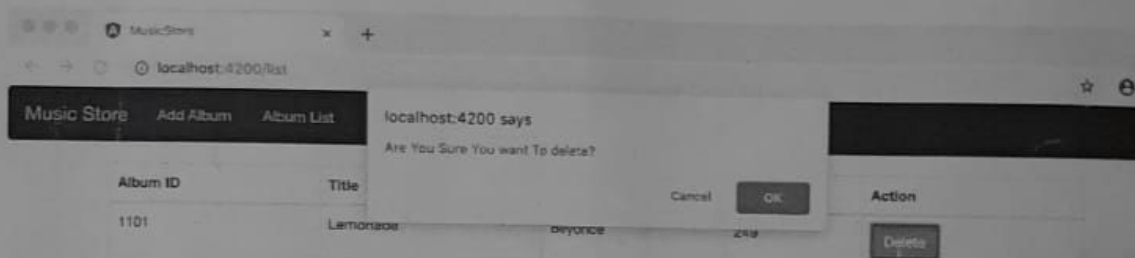 MusicStore × +
localhost:4200/list
Music Store Add Album Album List
localhost:4200 says
Are You Sure You want To delete?
Cancel OK
Album ID Title Action
1101 Lemonade Beyonce 249 Delete